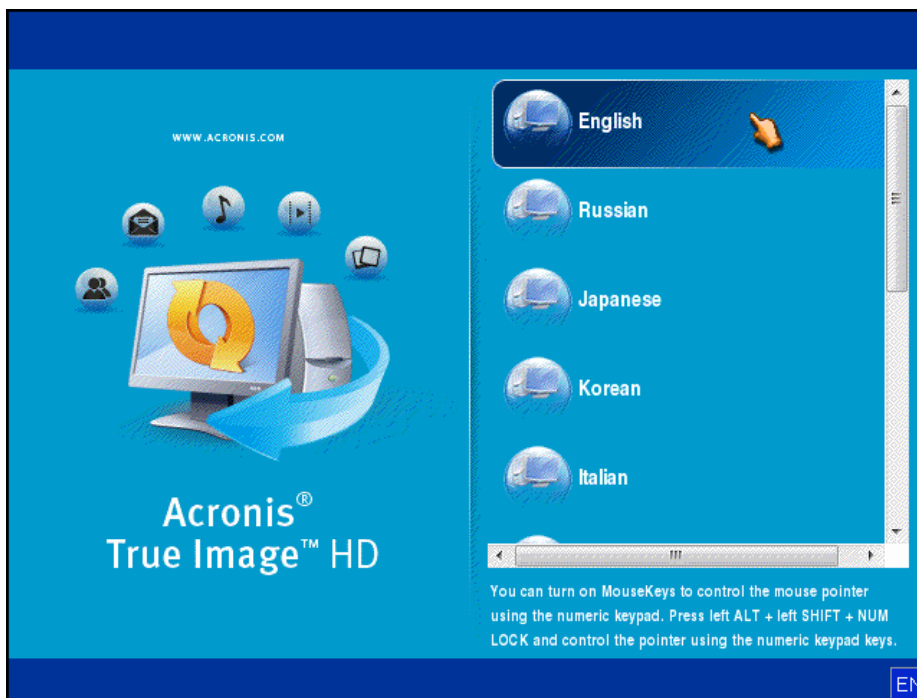 WWW.ACRONIS.COM
Acronis®
True Image™ HD
English
Russian
Japanese
Korean
Italian
You can turn on MouseKeys to control the mouse pointer
using the numeric keypad. Press left ALT + left SHIFT + NUM
LOCK and control the pointer using the numeric keypad keys.
EN